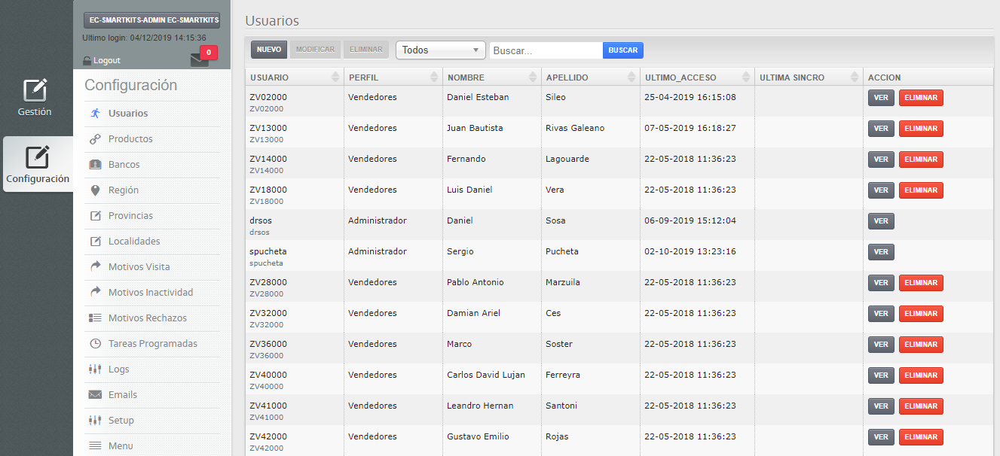 EC-SMARTKITS-ADMIN EC-SMARTKITS-
Ultimo login: 04/12/2019 14:15:36
Logout
0
Gestión
Configuración
Configuración
Usuarios
Productos
Bancos
Región
Provincias
Localidades
Motivos Visita
Motivos Inactividad
Motivos Rechazos
Tareas Programadas
Logs
Emails
Setup
Menu
Usuarios
NUEVO MODIFICAR ELIMINAR Todos Buscar... BUSCAR
USUARIO PERFIL NOMBRE APELLIDO ULTIMO_ACCESO ULTIMA SINCRO ACCION
ZV02000 Vendedores Daniel Esteban Sileo 25-04-2019 16:15:08 VER ELIMINAR
ZV02000
ZV13000 Vendedores Juan Bautista Rivas Galeano 07-05-2019 16:18:27 VER ELIMINAR
ZV13000
ZV14000 Vendedores Fernando Lagouarde 22-05-2018 11:36:23 VER ELIMINAR
ZV14000
ZV18000 Vendedores Luis Daniel Vera 22-05-2018 11:36:23 VER ELIMINAR
ZV18000
drsos Administrador Daniel Sosa 06-09-2019 15:12:04 VER
drsos
spucheta Administrador Sergio Pucheta 02-10-2019 13:23:16 VER
spucheta
ZV28000 Vendedores Pablo Antonio Marzuila 22-05-2018 11:36:23 VER ELIMINAR
ZV28000
ZV32000 Vendedores Damian Ariel Ces 22-05-2018 11:36:23 VER ELIMINAR
ZV32000
ZV36000 Vendedores Marco Soster 22-05-2018 11:36:23 VER ELIMINAR
ZV36000
ZV40000 Vendedores Carlos David Lujan Ferreyra 22-05-2018 11:36:23 VER ELIMINAR
ZV40000
ZV41000 Vendedores Leandro Hernan Santoni 22-05-2018 11:36:23 VER ELIMINAR
ZV41000
ZV42000 Vendedores Gustavo Emilio Rojas 22-05-2018 11:36:23 VER ELIMINAR
ZV42000